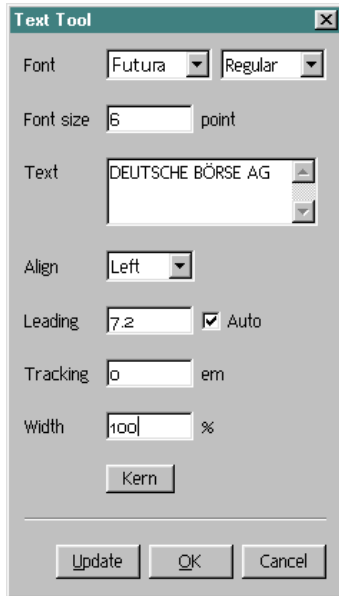 Text Tool
Font Futura Regular
Font size 6 point
Text DEUTSCHE BÖRSE AG
Align Left
Leading 7.2 Auto
Tracking 0 em
Width 100 %
Kern
Update OK Cancel